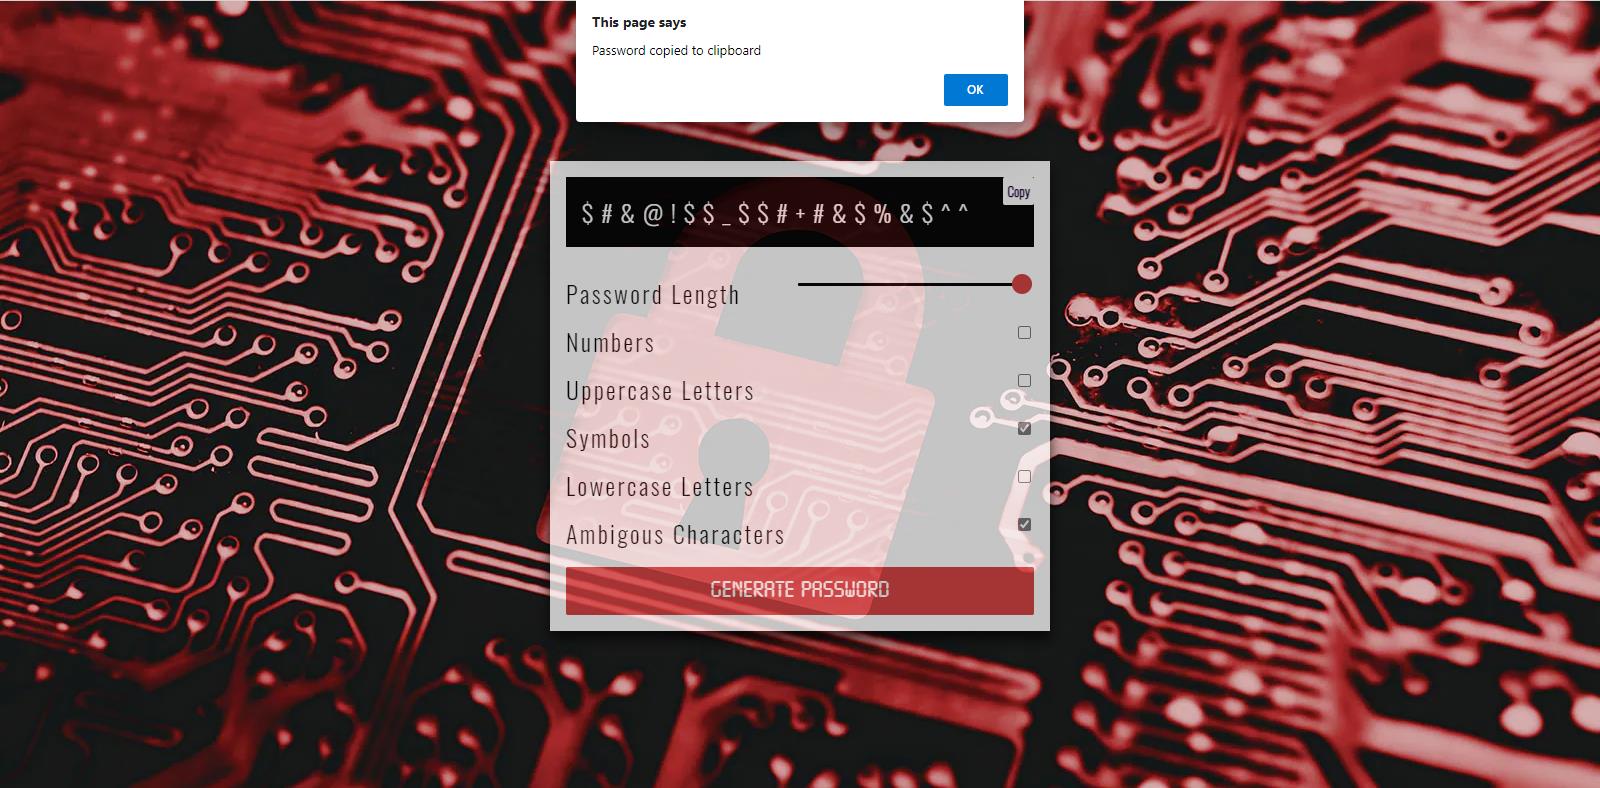 This page says
Password copied to clipboard
OK
Copy
$#&@!$$_$$#+#&$%&$^^
Password Length
Numbers
Uppercase Letters
Symbols
Lowercase Letters
Ambigous Characters
GENERATE PASSWORD